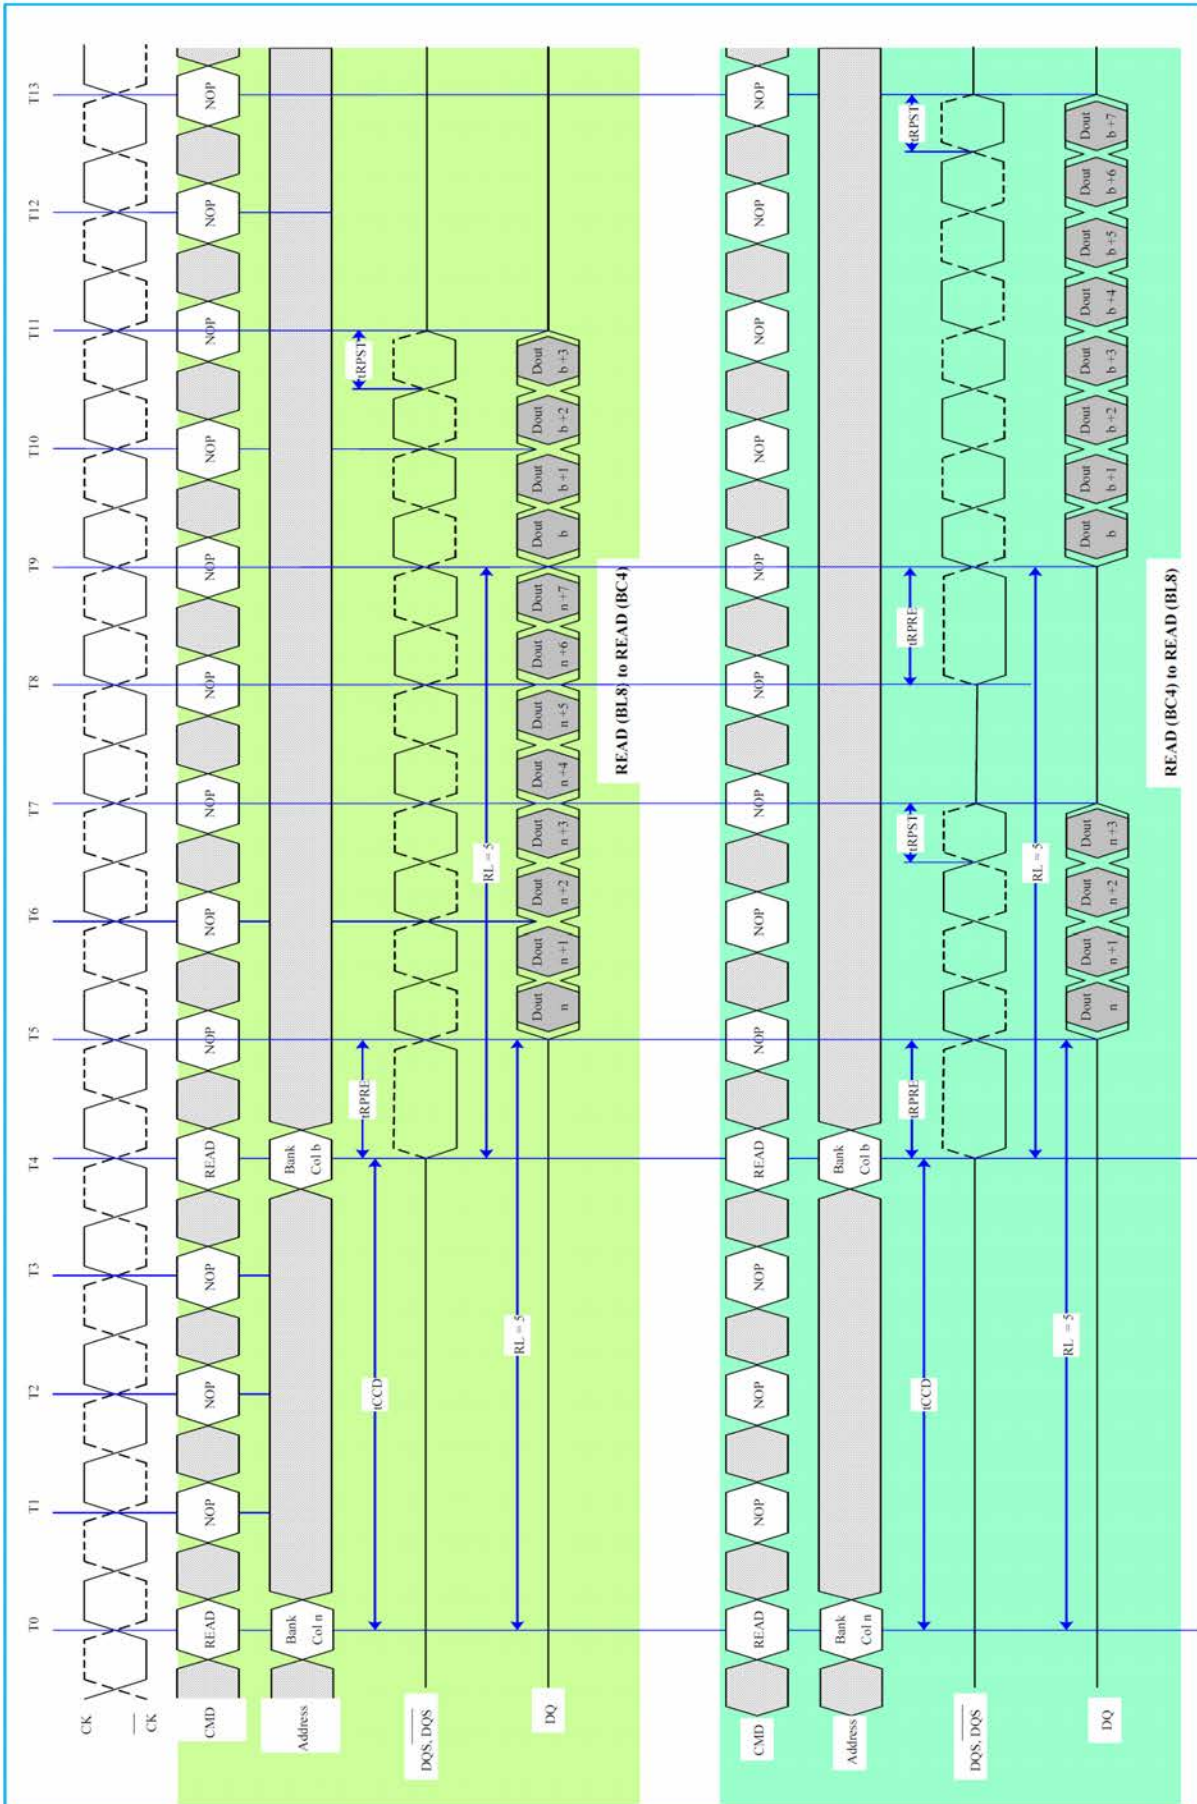 T0 T1 T2 T3 T4 T5 T6 T7 T8 T9 T10 T11 T12 T13
CK
CK
CMD
READ NOP NOP NOP READ NOP NOP NOP NOP NOP NOP NOP NOP NOP
Address
Bank Col n
Bank Col b
tRPRE
tRPST
tCCD
DQS, DQS
RL = 5
RL = 5
DQ
Dout n
Dout n+1
Dout n+2
Dout n+3
Dout n+4
Dout n+5
Dout n+6
Dout n+7
Dout b
Dout b+1
Dout b+2
Dout b+3
READ (BL8) to READ (BC4)
CMD
READ NOP NOP NOP READ NOP NOP NOP NOP NOP NOP NOP NOP NOP
Address
Bank Col n
Bank Col b
tRPRE
tRPST
tRPRE
tRPST
tCCD
DQS, DQS
RL = 5
RL = 5
DQ
Dout n
Dout n+1
Dout n+2
Dout n+3
Dout b
Dout b+1
Dout b+2
Dout b+3
Dout b+4
Dout b+5
Dout b+6
Dout b+7
READ (BC4) to READ (BL8)